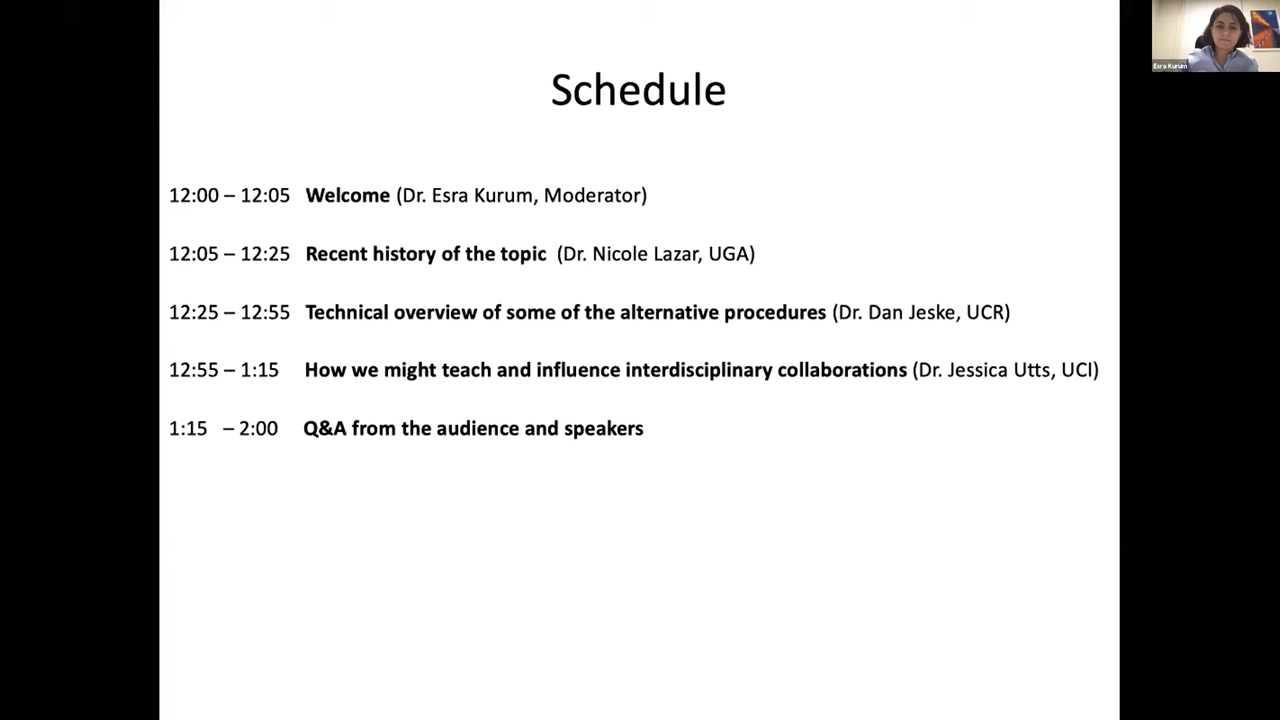 Schedule
Esra Kurum
12:00 – 12:05 Welcome (Dr. Esra Kurum, Moderator)
12:05 – 12:25 Recent history of the topic (Dr. Nicole Lazar, UGA)
12:25 – 12:55 Technical overview of some of the alternative procedures (Dr. Dan Jeske, UCR)
12:55 – 1:15 How we might teach and influence interdisciplinary collaborations (Dr. Jessica Utts, UCI)
1:15 – 2:00 Q&A from the audience and speakers